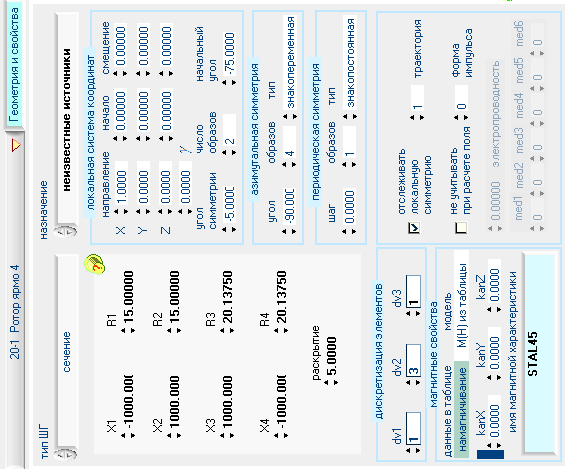 20-1 Ротор ярмо 4
Геометрия и свойства
тип ШГ
сечение
X1 -1000.000 R1 15.00000
X2 1000.000 R2 15.00000
X3 1000.000 R3 20.13750
X4 -1000.000 R4 20.13750
раскрытие
5.0000
дискретизация элементов
dv1 dv2 dv3
1 3 1
магнитные свойства
данные в таблице модель
намагничивание M(H) из таблицы
kanX kanY kanZ
0.0000 0.0000 0.0000
имя магнитной характеристики
STAL45
назначение
неизвестные источники
локальная система координат
направление начало смещение
X 1.0000 0.00000 0.00000
Y 0.0000 0.00000 0.00000
Z 0.0000 0.00000 0.00000
0.0000 γ
угол симметрии число образов начальный угол
-5.0000 2 -75.0000
азимутальная симметрия
угол образов тип
-90.000 4 знакопеременная
периодическая симметрия
шаг образов тип
0.0000 1 знакопостоянная
отслеживать локальную симметрию 1 траектория
не учитывать при расчете поля 0 форма импульса
0.00000 электропроводность
med1 med2 med3 med4 med5 med6
0 0 0 0 0 0